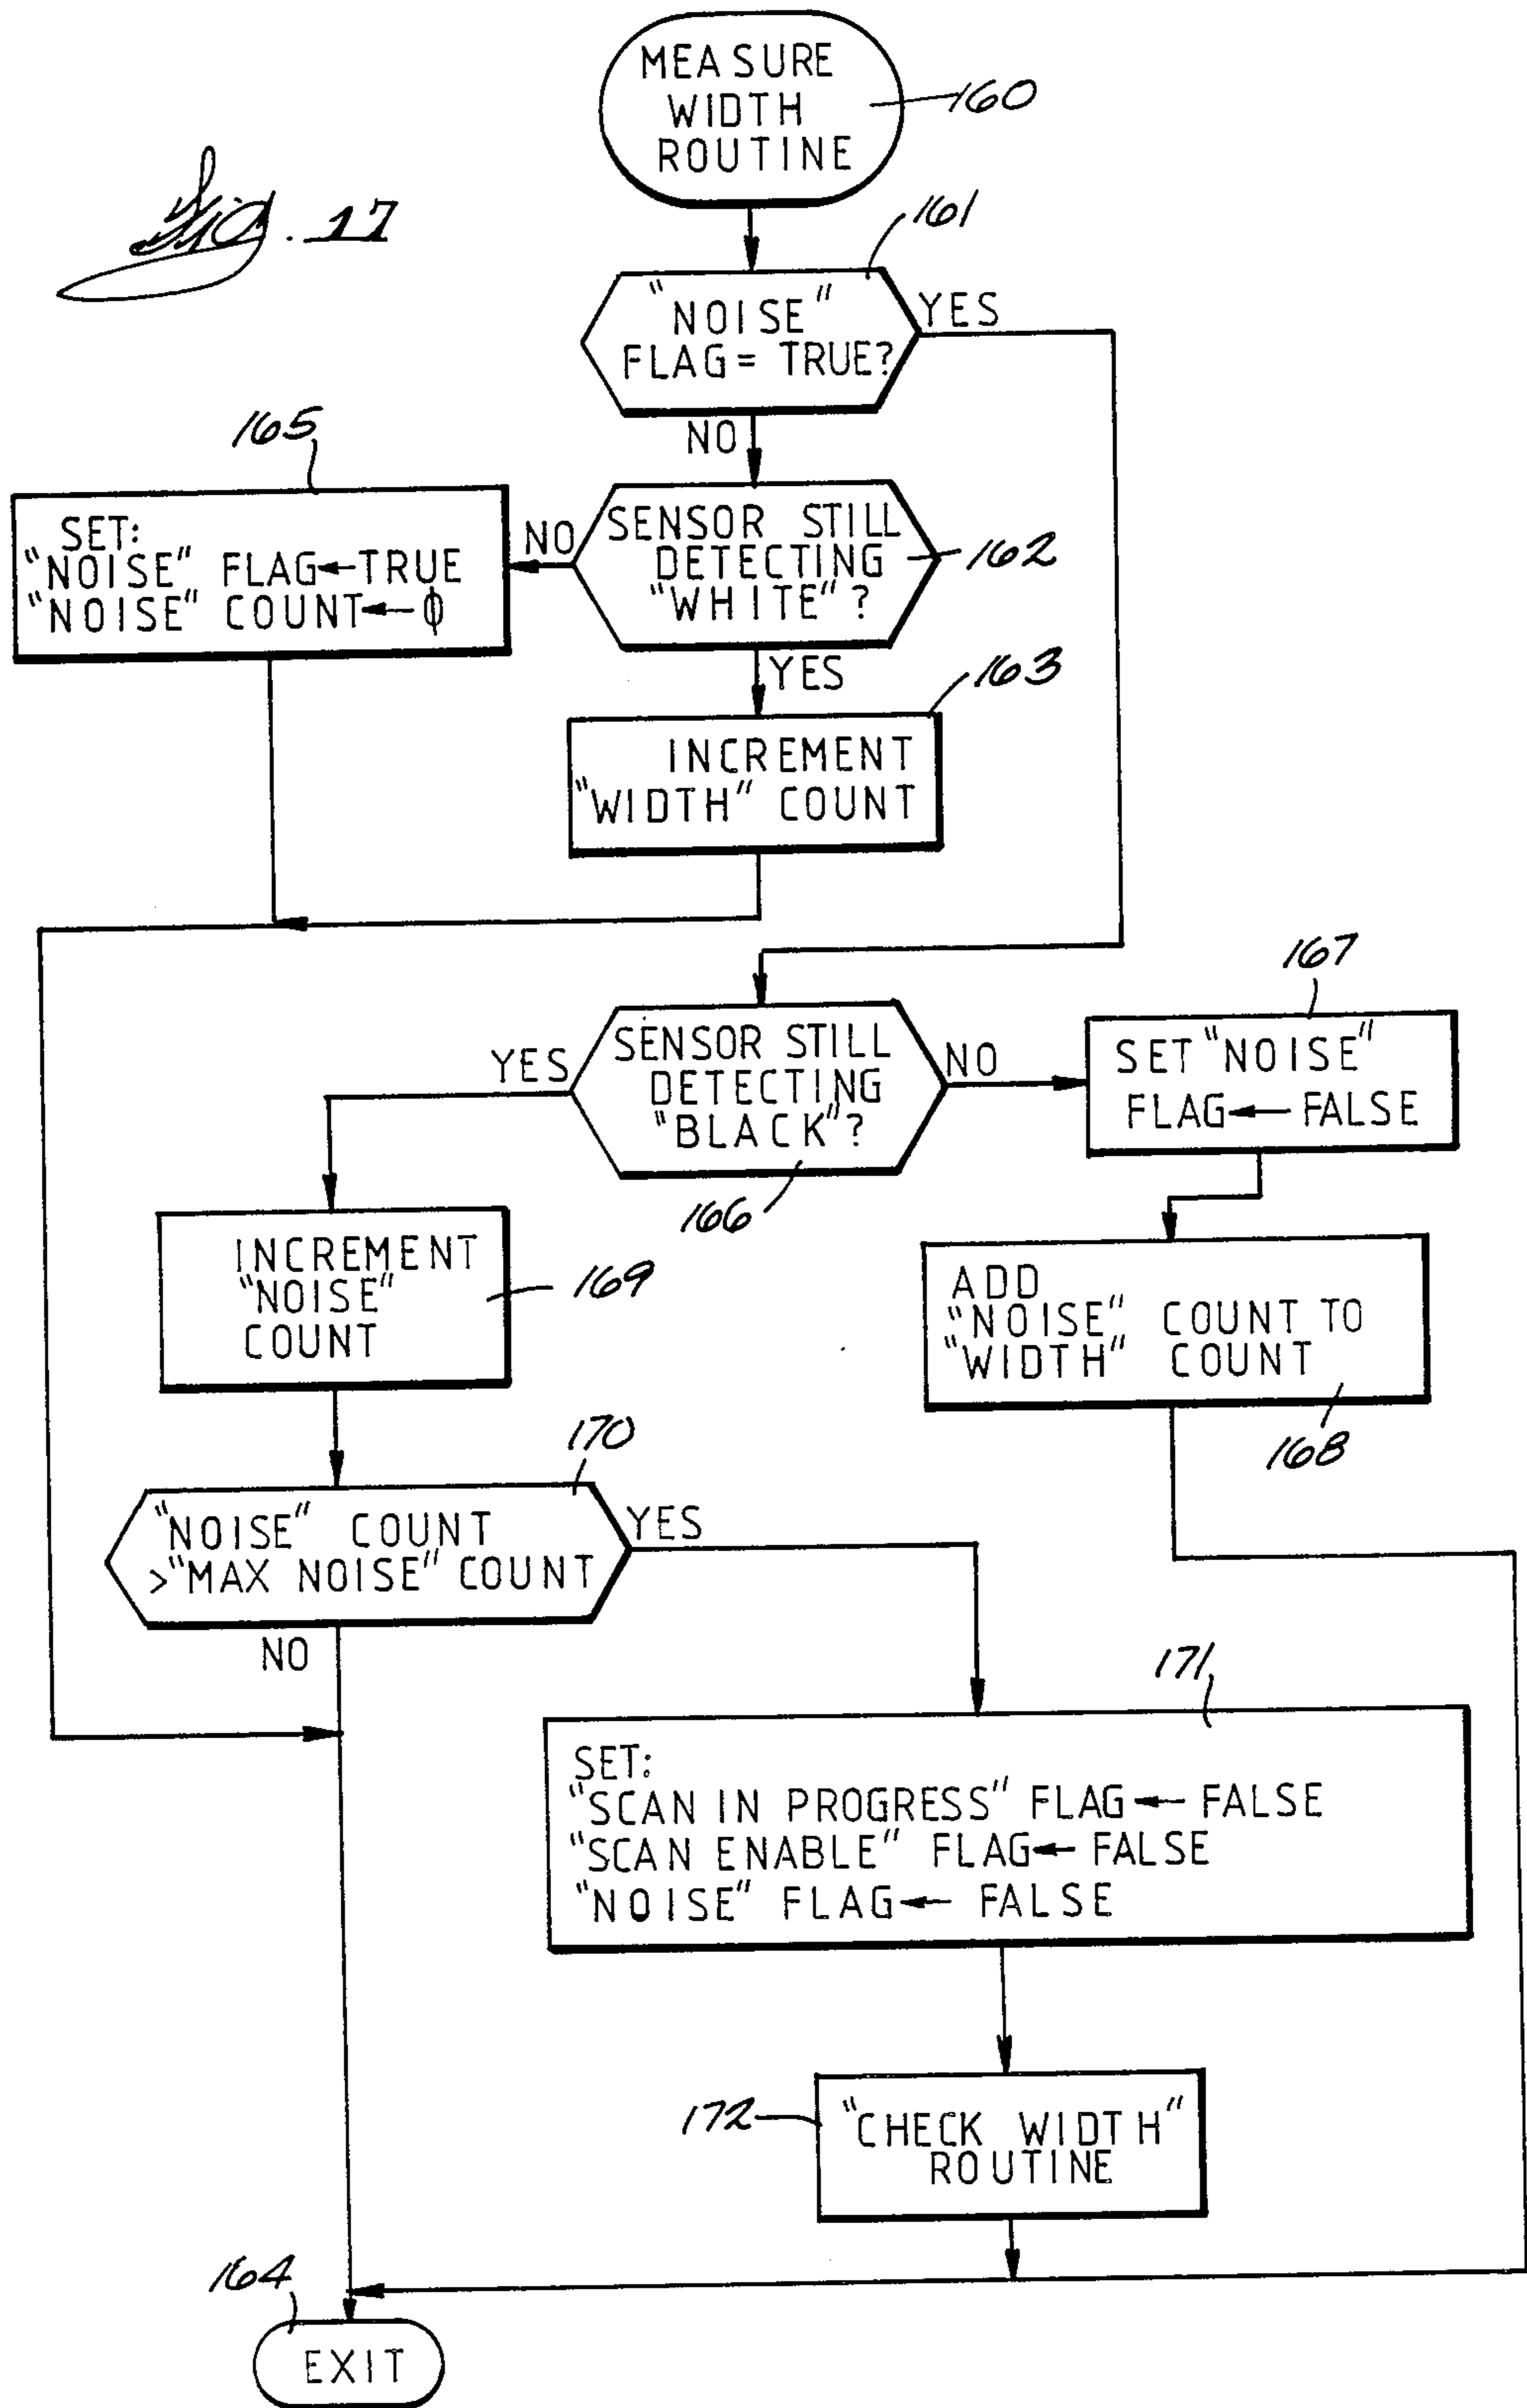 MEASURE
WIDTH
ROUTINE
160
Fig. 17
161
"NOISE"
FLAG = TRUE?
YES
NO
165
SET:
"NOISE" FLAG←TRUE
"NOISE" COUNT←ϕ
NO
SENSOR STILL
DETECTING
"WHITE"?
162
YES
163
INCREMENT
"WIDTH" COUNT
167
YES
SENSOR STILL
DETECTING
"BLACK"?
NO
166
SET "NOISE"
FLAG← FALSE
INCREMENT
"NOISE"
COUNT
169
ADD
"NOISE" COUNT TO
"WIDTH" COUNT
168
170
"NOISE" COUNT
>"MAX NOISE" COUNT
YES
NO
171
SET:
"SCAN IN PROGRESS" FLAG← FALSE
"SCAN ENABLE" FLAG← FALSE
"NOISE" FLAG← FALSE
172
"CHECK WIDTH"
ROUTINE
164
EXIT